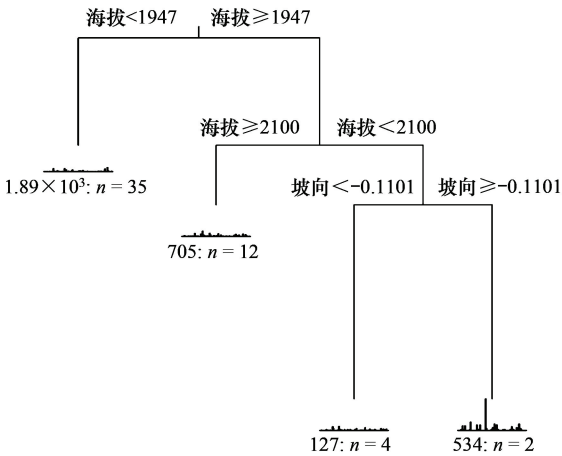 海拔<1947 海拔≥1947
海拔≥2100 海拔<2100
坡向<-0.1101 坡向≥-0.1101
1.89×10³: n = 35
705: n = 12
127: n = 4 534: n = 2